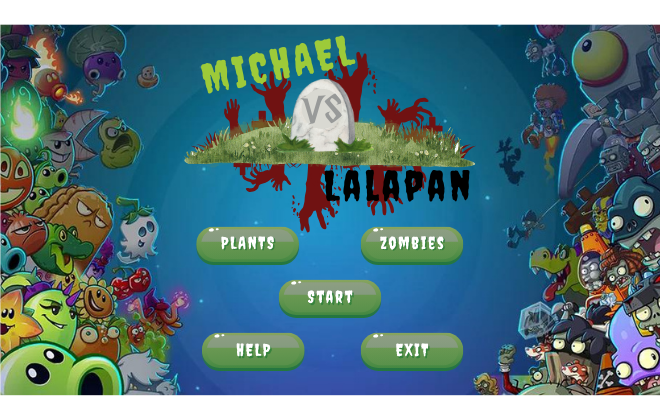 MICHAEL
VS
LALAPAN
PLANTS
ZOMBIES
START
HELP
EXIT